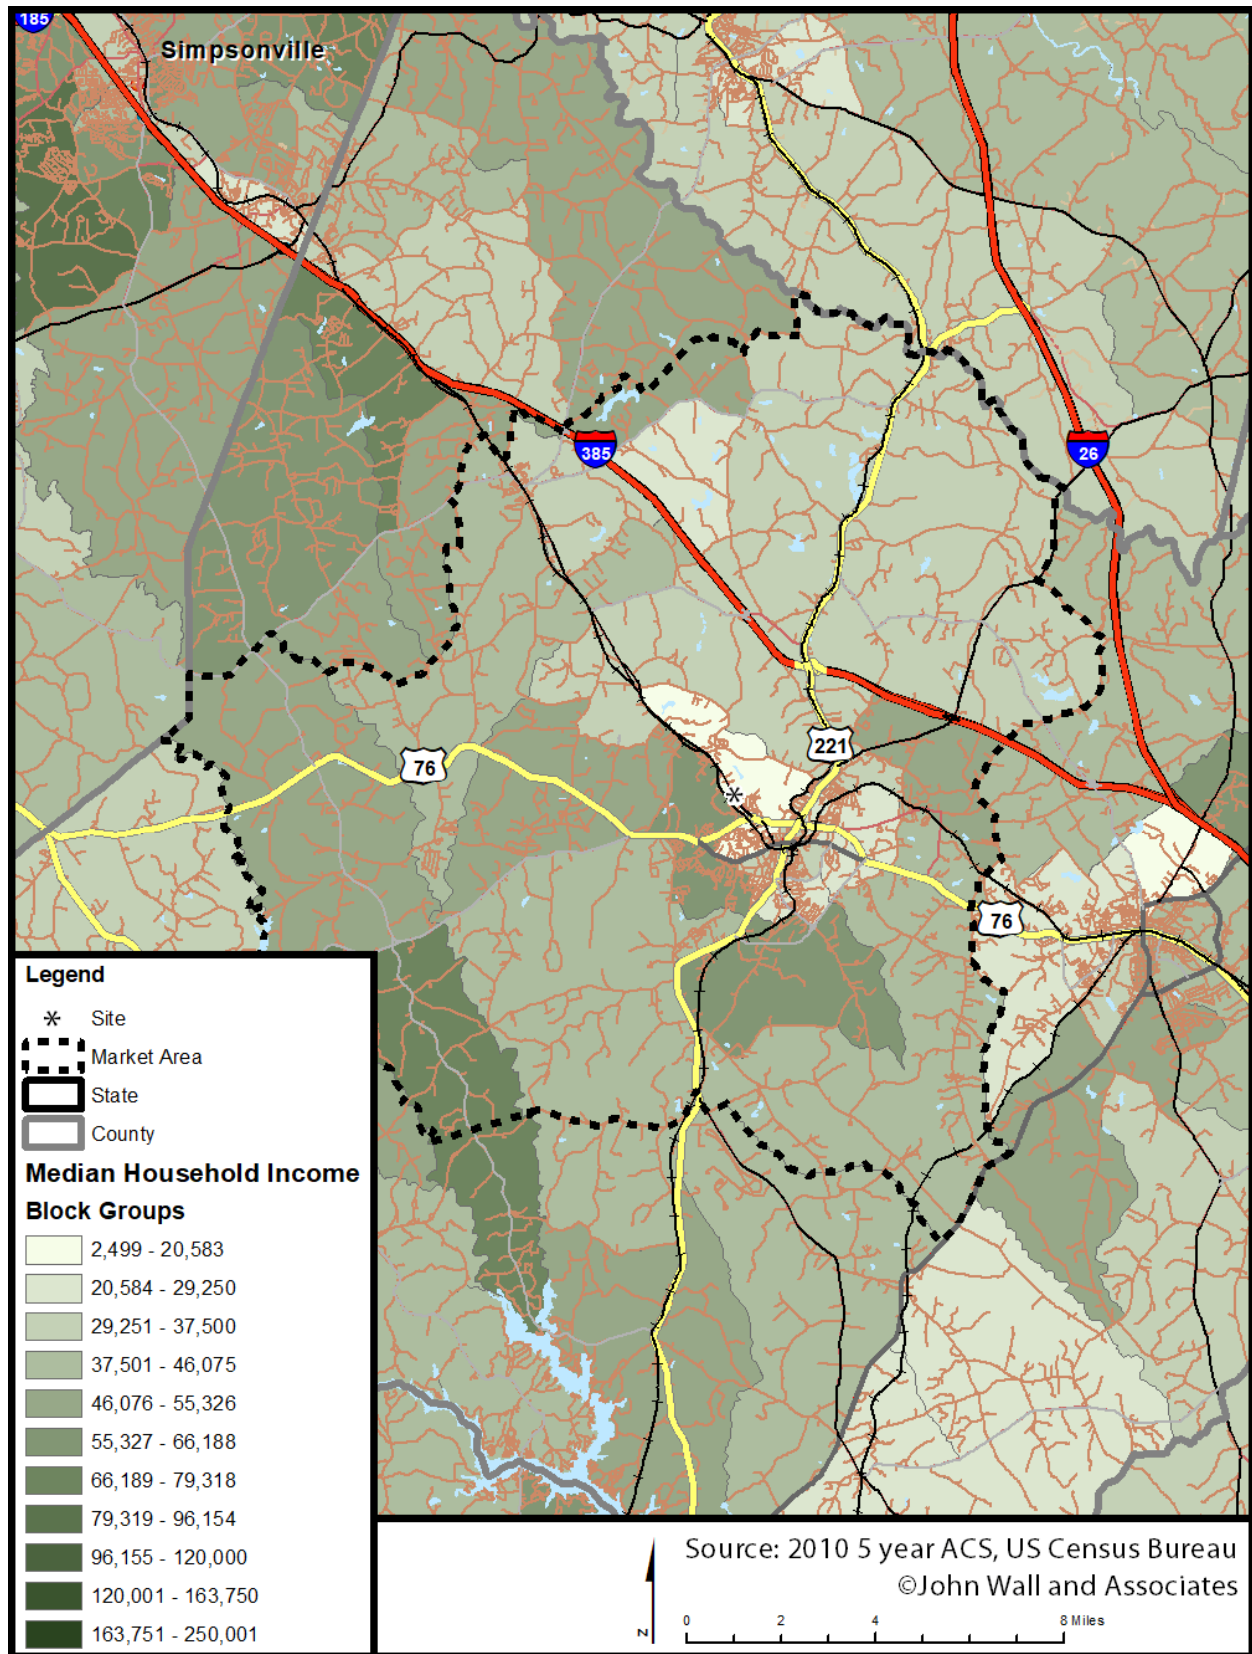 185
Simpsonville
385
26
221
76
76
Legend
Site
Market Area
State
County
Median Household Income
Block Groups
2,499 - 20,583
20,584 - 29,250
29,251 - 37,500
37,501 - 46,075
46,076 - 55,326
55,327 - 66,188
66,189 - 79,318
79,319 - 96,154
96,155 - 120,000
120,001 - 163,750
163,751 - 250,001
Source: 2010 5 year ACS, US Census Bureau
©John Wall and Associates
N
0 2 4 8 Miles